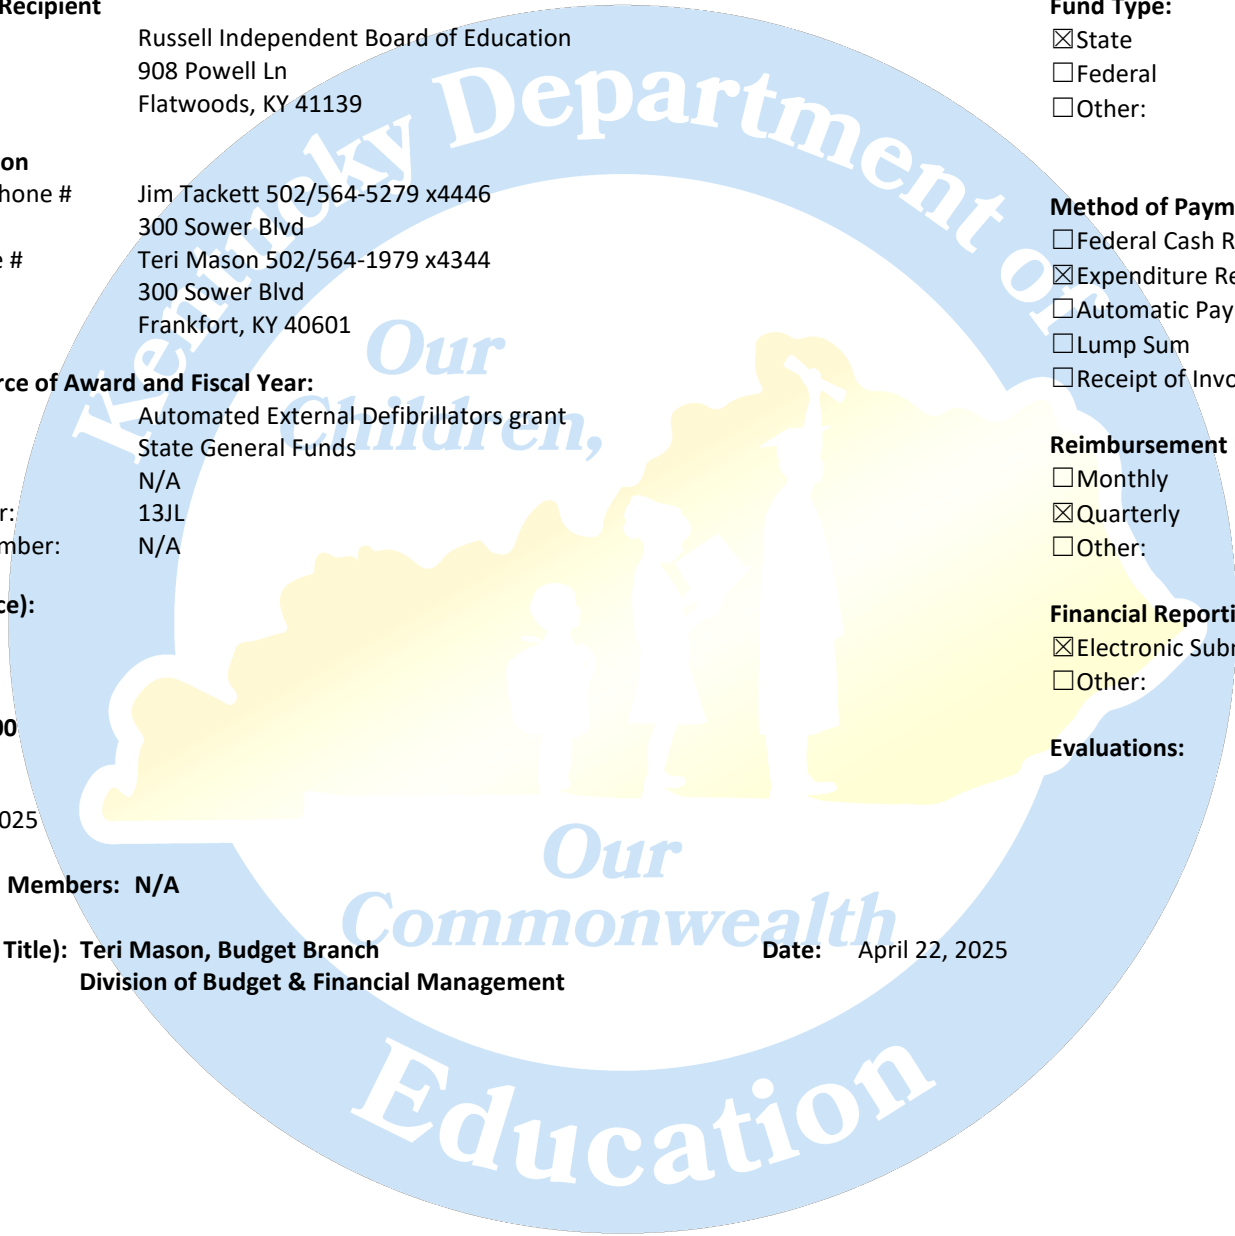 Recipient
Russell Independent Board of Education
908 Powell Ln
Flatwoods, KY 41139
on
hone # Jim Tackett 502/564-5279 x4446
300 Sower Blvd
e # Teri Mason 502/564-1979 x4344
300 Sower Blvd
Frankfort, KY 40601
rce of Award and Fiscal Year:
Automated External Defibrillators grant
State General Funds
N/A
r: 13JL
mber: N/A
ce):
00
025
Members: N/A
Title): Teri Mason, Budget Branch
Division of Budget & Financial Management
Date: April 22, 2025
Fund Type:
☒State
☐Federal
☐Other:
Method of Paym
☐Federal Cash R
☒Expenditure Re
☐Automatic Pay
☐Lump Sum
☐Receipt of Invo
Reimbursement
☐Monthly
☒Quarterly
☐Other:
Financial Reporti
☒Electronic Subm
☐Other:
Evaluations:
Kentucky Department of
Education
Our
Children,
Our
Commonwealth